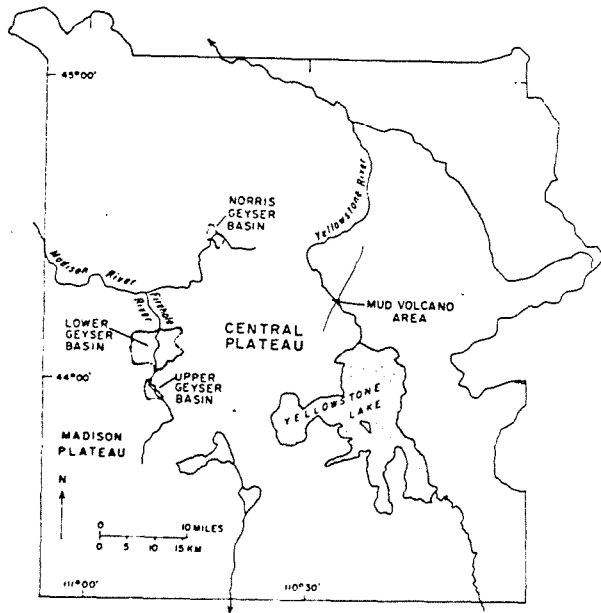 45°00'
NORRIS
GEYSER
BASIN
Yellowstone River
Madison River
Firehole
River
MUD VOLCANO
AREA
LOWER
GEYSER
BASIN
CENTRAL
PLATEAU
44°00'
UPPER
GEYSER
BASIN
YELLOWSTONE
LAKE
MADISON
PLATEAU
N
0 10 MILES
0 5 10 15 KM
111°00'
110°30'